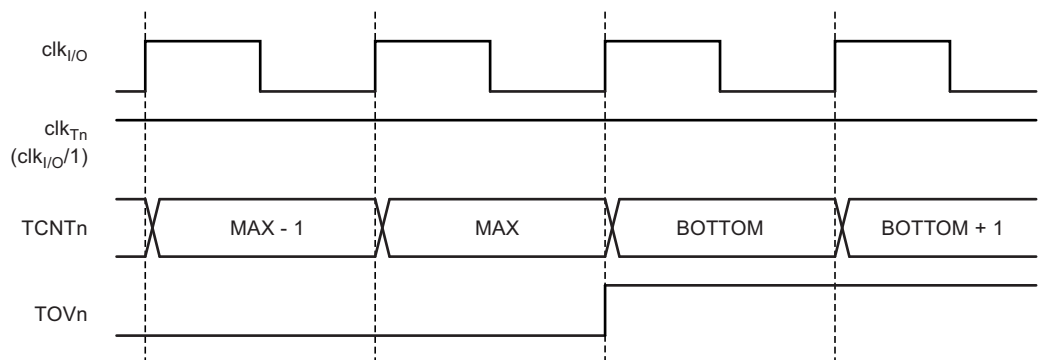 clkI/O
clkTn
(clkI/O/1)
TCNTn MAX - 1 MAX BOTTOM BOTTOM + 1
TOVn